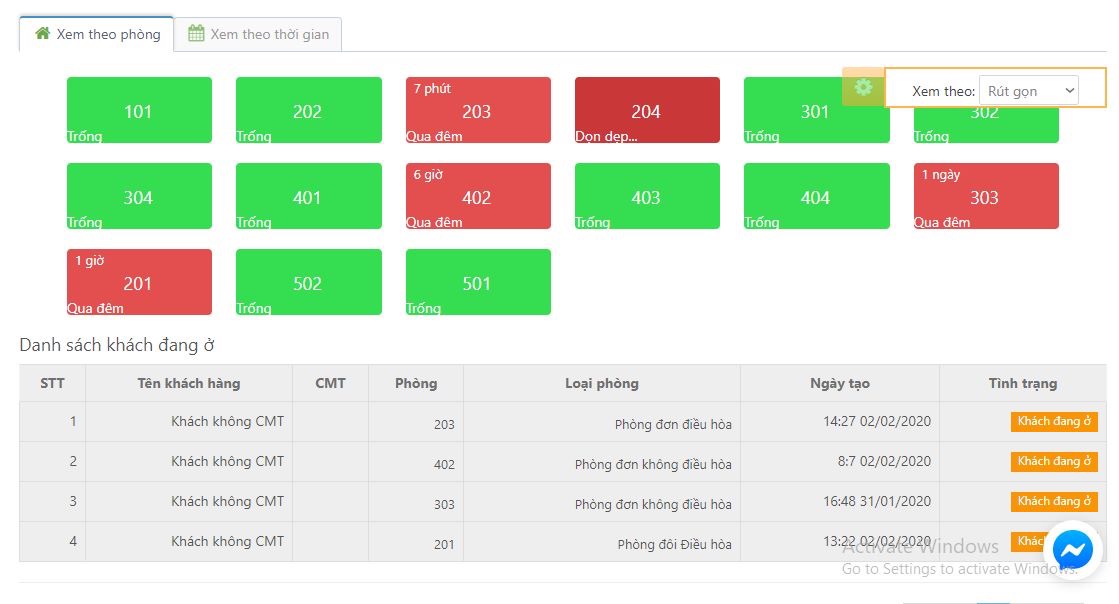 Xem theo phòng
Xem theo thời gian
Xem theo: Rút gọn
101
Trống
202
Trống
7 phút
203
Qua đêm
204
Dọn dẹp...
301
Trống
302
Trống
304
Trống
401
Trống
6 giờ
402
Qua đêm
403
Trống
404
Trống
1 ngày
303
Qua đêm
1 giờ
201
Qua đêm
502
Trống
501
Trống
Danh sách khách đang ở
STT Tên khách hàng CMT Phòng Loại phòng Ngày tạo Tình trạng
1 Khách không CMT 203 Phòng đơn điều hòa 14:27 02/02/2020 Khách đang ở
2 Khách không CMT 402 Phòng đơn không điều hòa 8:7 02/02/2020 Khách đang ở
3 Khách không CMT 303 Phòng đơn không điều hòa 16:48 31/01/2020 Khách đang ở
4 Khách không CMT 201 Phòng đôi Điều hòa 13:22 02/02/2020 Khách
Activate Windows
Go to Settings to activate Windows.